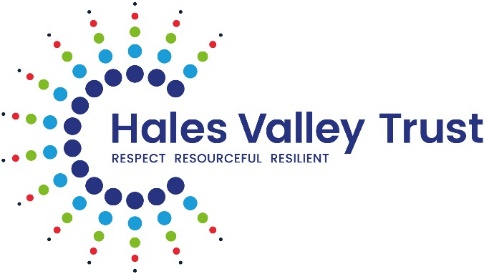 Hales Valley Trust
RESPECT RESOURCEFUL RESILIENT